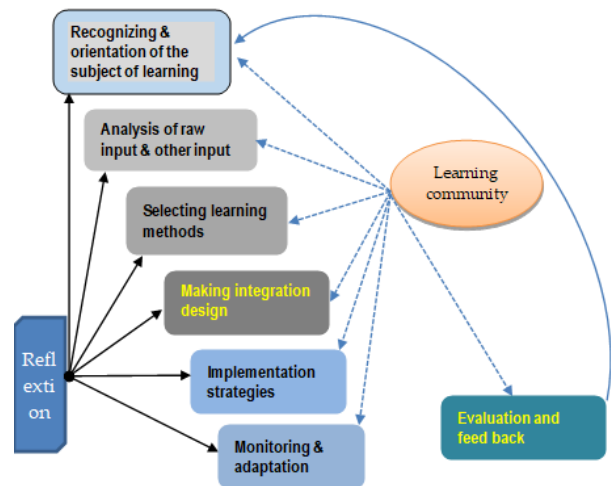 Recognizing &
orientation of the
subject of learning
Analysis of raw
input & other input
Learning
community
Selecting learning
methods
Making integration
design
Refl
exti
on
Implementation
strategies
Evaluation and
feed back
Monitoring &
adaptation